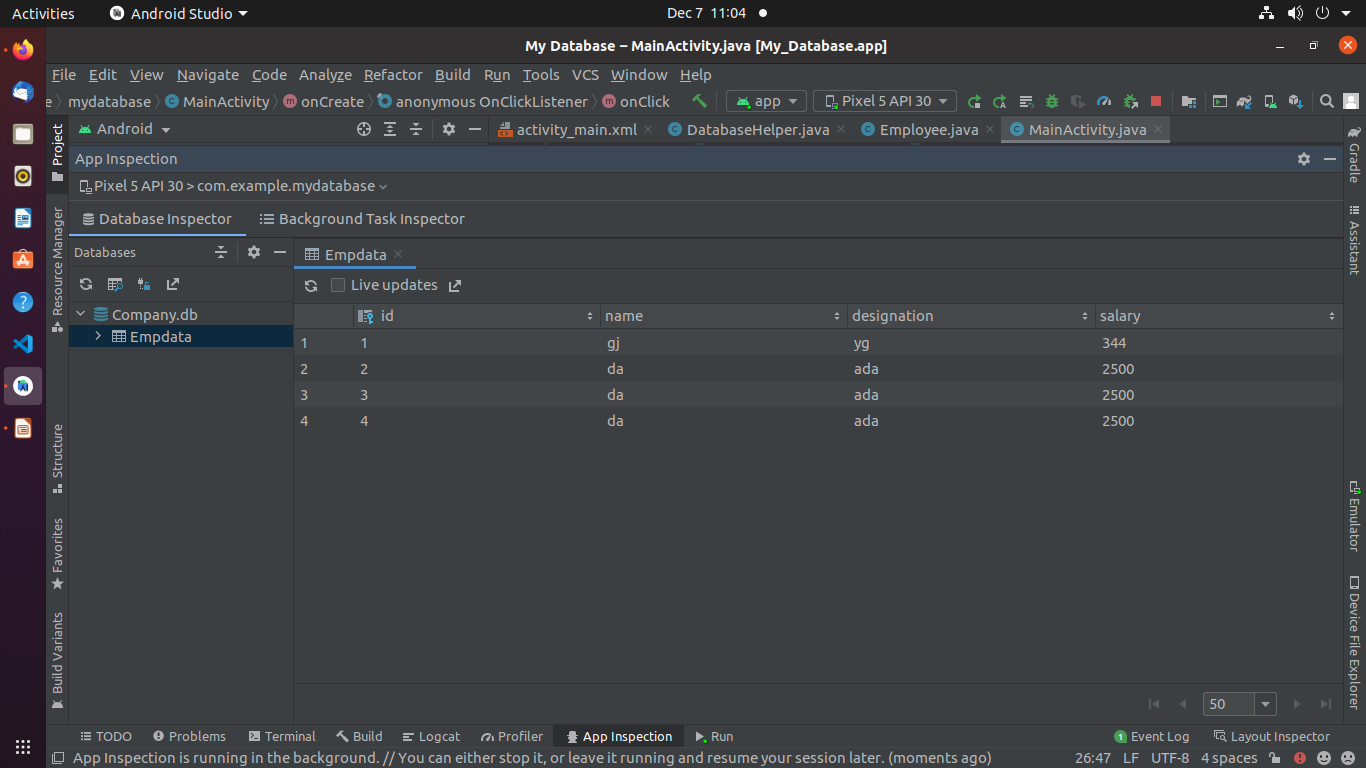 Activities Android Studio Dec 7 11:04
My Database – MainActivity.java [My_Database.app]
File Edit View Navigate Code Analyze Refactor Build Run Tools VCS Window Help
e mydatabase MainActivity onCreate anonymous OnClickListener onClick app Pixel 5 API 30
Project
Android activity_main.xml DatabaseHelper.java Employee.java MainActivity.java
Gradle
App Inspection
Pixel 5 API 30 > com.example.mydatabase
Database Inspector Background Task Inspector
Resource Manager
Assistant
Databases Empdata
Live updates
Company.db id name designation salary
Empdata
1 1 gj yg 344
2 2 da ada 2500
3 3 da ada 2500
4 4 da ada 2500
Structure
Favorites
Build Variants
Emulator
Device File Explorer
50
TODO Problems Terminal Build Logcat Profiler App Inspection Run 1 Event Log Layout Inspector
App Inspection is running in the background. // You can either stop it, or leave it running and resume your session later. (moments ago) 26:47 LF UTF-8 4 spaces